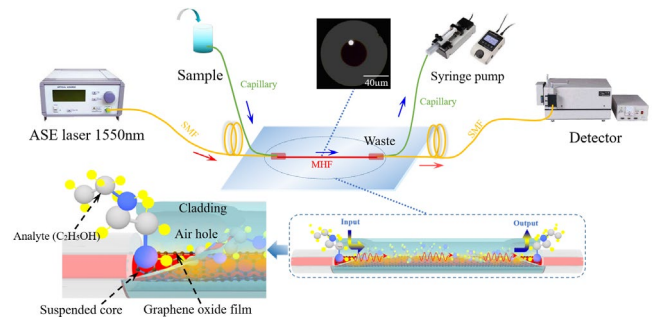 Sample
Capillary
40um
Syringe pump
Capillary
ASE laser 1550nm
SMF
Waste
MHF
SMF
Detector
Cladding
Air hole
Analyte (C₂H₅OH)
Suspended core
Graphene oxide film
Input
Output